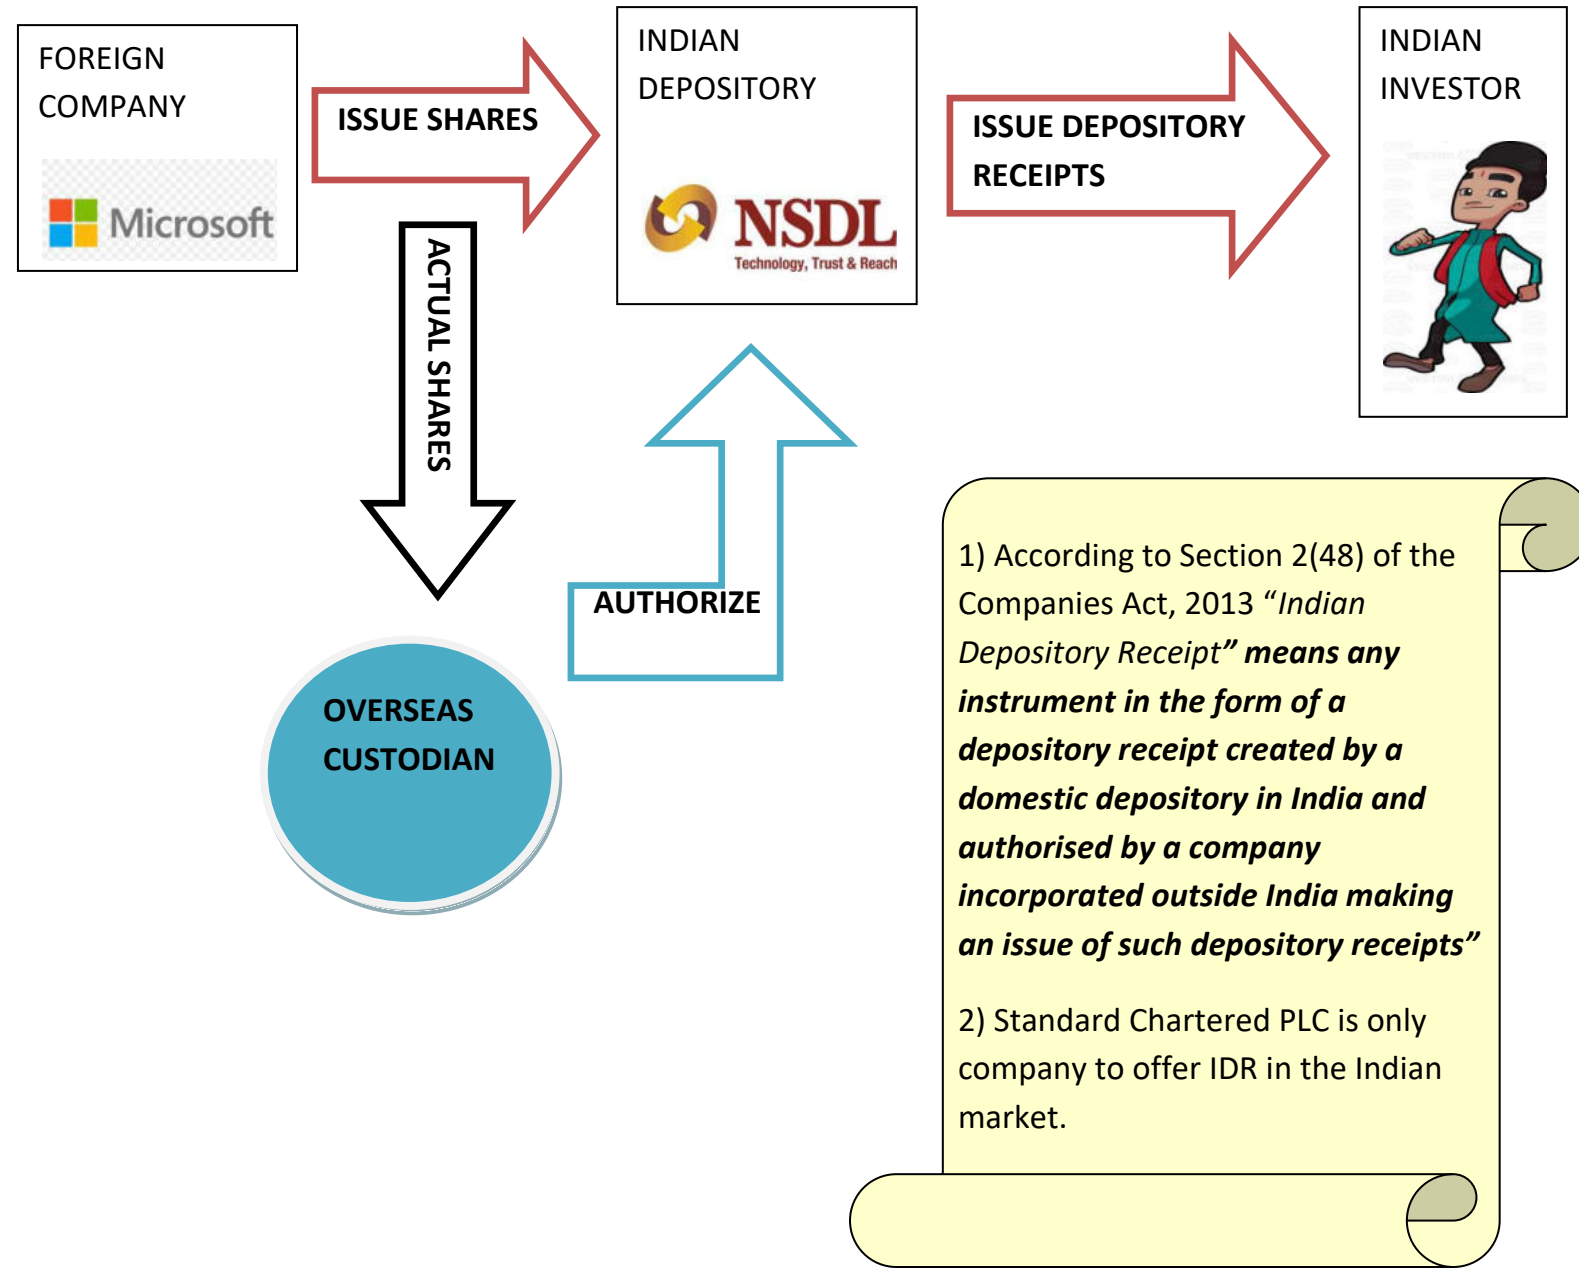 FOREIGN
COMPANY
Microsoft
ISSUE SHARES
INDIAN
DEPOSITORY
NSDL
Technology, Trust & Reach
ISSUE DEPOSITORY
RECEIPTS
INDIAN
INVESTOR
ACTUAL SHARES
AUTHORIZE
OVERSEAS
CUSTODIAN
1) According to Section 2(48) of the
Companies Act, 2013 “Indian
Depository Receipt” means any
instrument in the form of a
depository receipt created by a
domestic depository in India and
authorised by a company
incorporated outside India making
an issue of such depository receipts”
2) Standard Chartered PLC is only
company to offer IDR in the Indian
market.